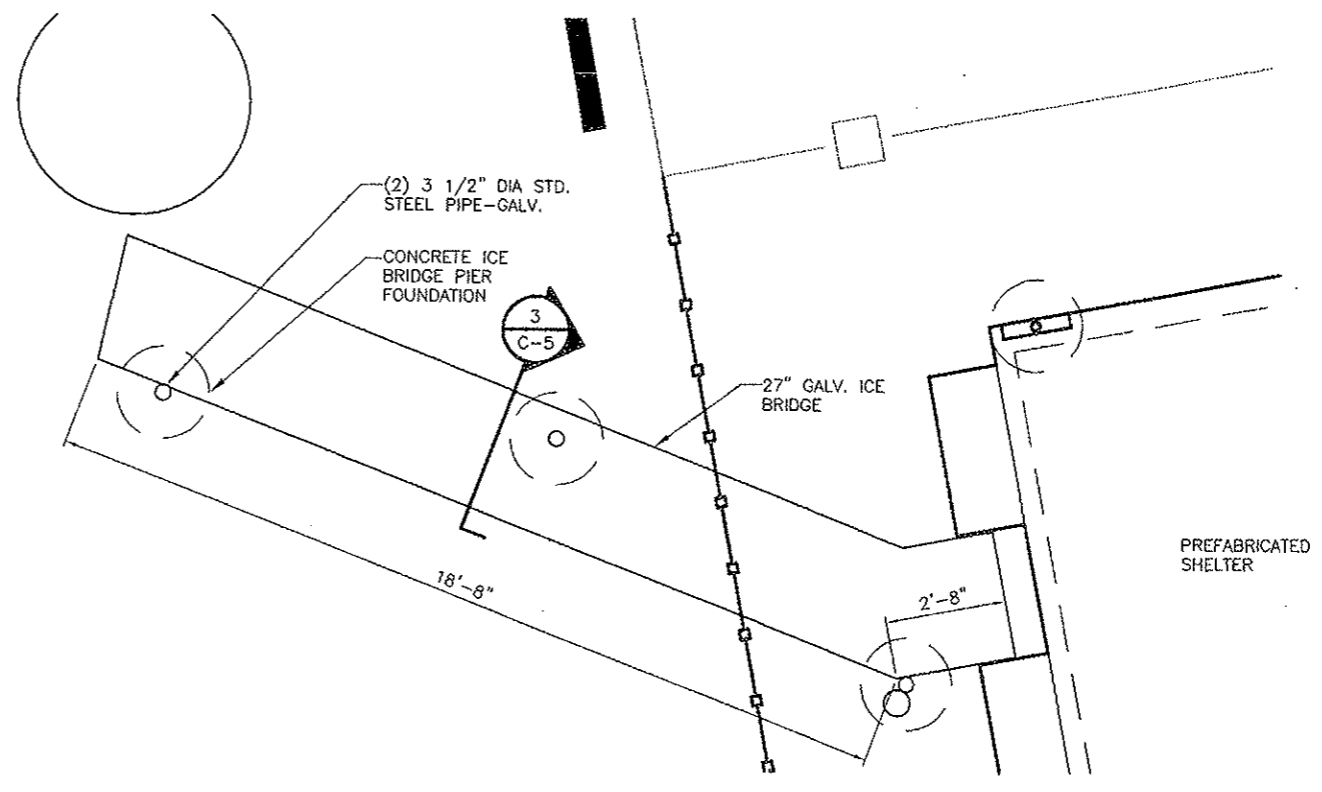 (2) 3 1/2" DIA STD.
STEEL PIPE-GALV.
CONCRETE ICE
BRIDGE PIER
FOUNDATION
3
C-5
27" GALV. ICE
BRIDGE
PREFABRICATED
SHELTER
18'-8"
2'-8"